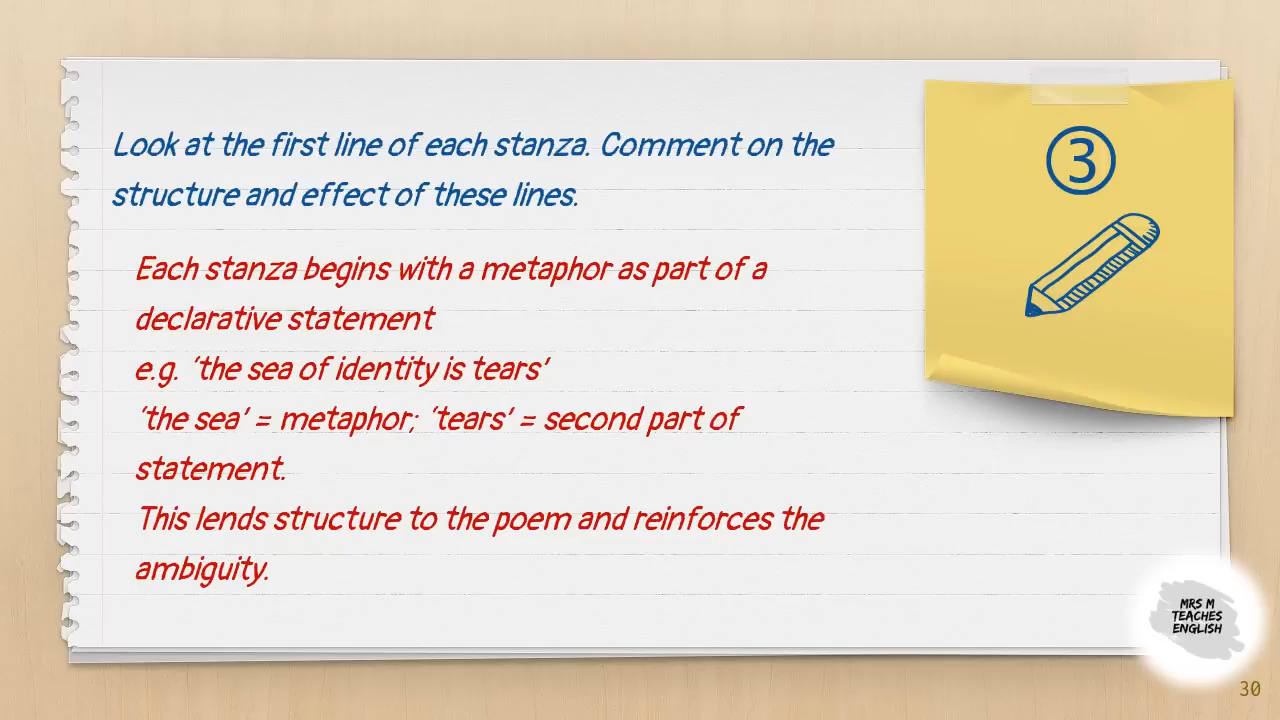 Look at the first line of each stanza. Comment on the
structure and effect of these lines.
Each stanza begins with a metaphor as part of a
declarative statement
e.g. ‘the sea of identity is tears’
‘the sea’ = metaphor; ‘tears’ = second part of
statement.
This lends structure to the poem and reinforces the
ambiguity.
3
MRS M
TEACHES
ENGLISH
30